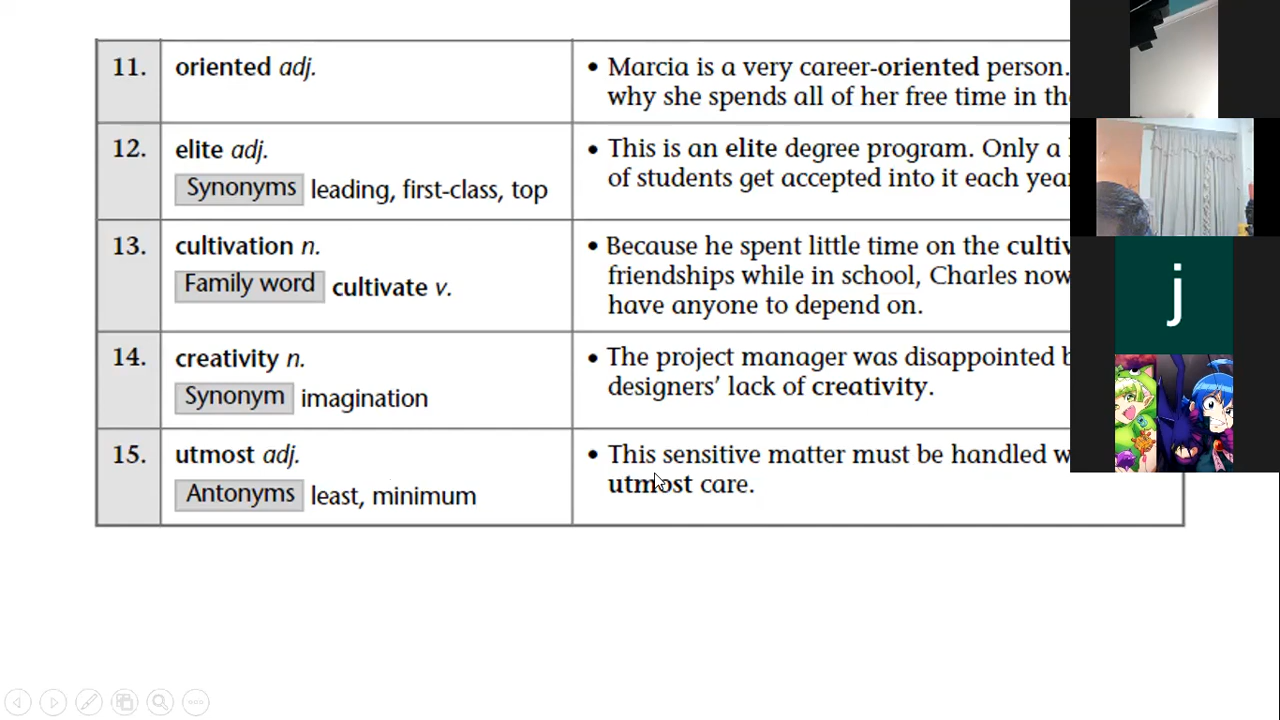 11.
oriented adj.
• Marcia is a very career-oriented person.
why she spends all of her free time in
12.
elite adj.
Synonyms leading, first-class, top
• This is an elite degree program. Only a
of students get accepted into it each
13.
cultivation n.
Family word cultivate v.
• Because he spent little time on the
friendships while in school, Charles now
have anyone to depend on.
14.
creativity n.
Synonym imagination
• The project manager was disappointed
designers' lack of creativity.
15.
utmost adj.
Antonyms least, minimum
• This sensitive matter must be handled
utmost care.
j